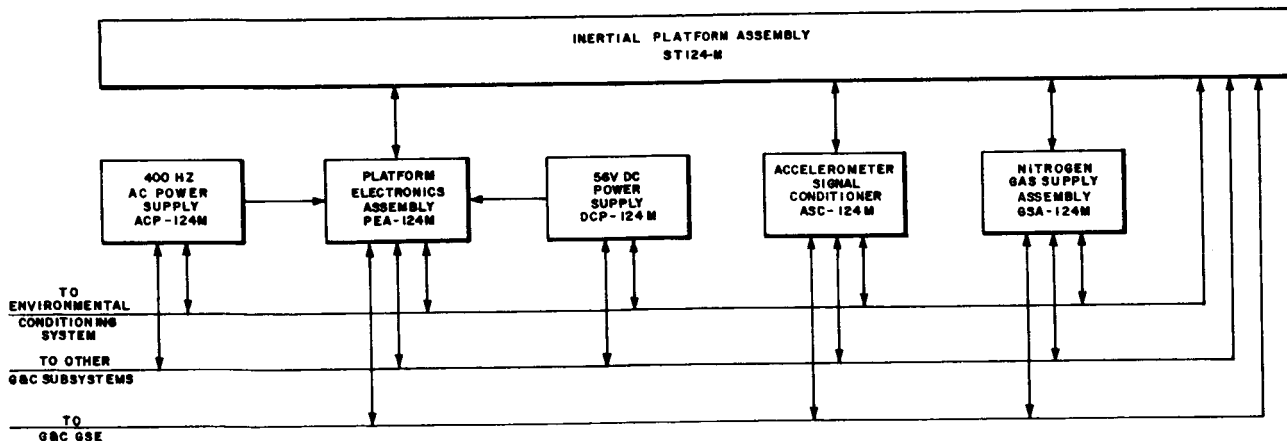 INERTIAL PLATFORM ASSEMBLY
ST124-M
400 HZ
AC POWER
SUPPLY
ACP-124M
PLATFORM
ELECTRONICS
ASSEMBLY
PEA-124M
56V DC
POWER
SUPPLY
DCP-124M
ACCELEROMETER
SIGNAL
CONDITIONER
ASC-124M
NITROGEN
GAS SUPPLY
ASSEMBLY
GSA-124M
TO
ENVIRONMENTAL
CONDITIONING
SYSTEM
TO OTHER
G&C SUBSYSTEMS
TO
G&C GSE